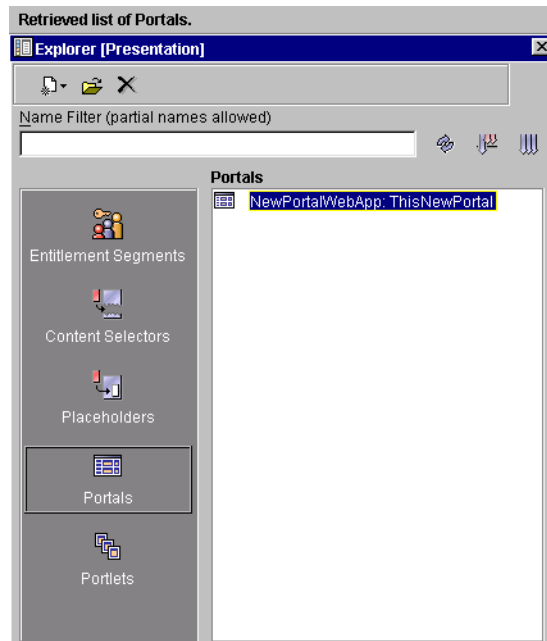 Retrieved list of Portals.
Explorer [Presentation]
Name Filter (partial names allowed)
Portals
NewPortalWebApp: ThisNewPortal
Entitlement Segments
Content Selectors
Placeholders
Portals
Portlets